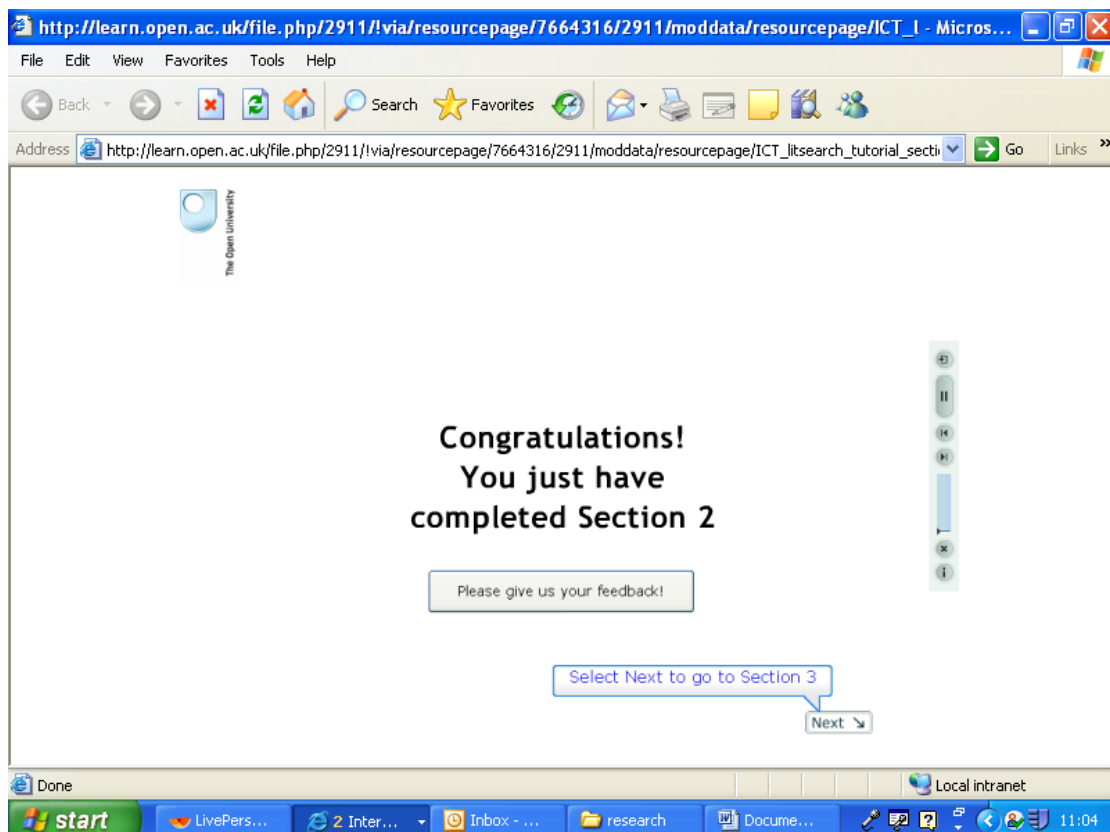 http://learn.open.ac.uk/file.php/2911/!via/resourcepage/7664316/2911/moddata/resourcepage/ICT_l - Micros...
File Edit View Favorites Tools Help
Back Search Favorites
Address http://learn.open.ac.uk/file.php/2911/!via/resourcepage/7664316/2911/moddata/resourcepage/ICT_litsearch_tutorial_secti Go Links »
The Open University
Congratulations!
You just have
completed Section 2
Please give us your feedback!
Select Next to go to Section 3
Next
Done Local intranet
start LivePers... 2 Inter... Inbox - ... research Docume... 11:04